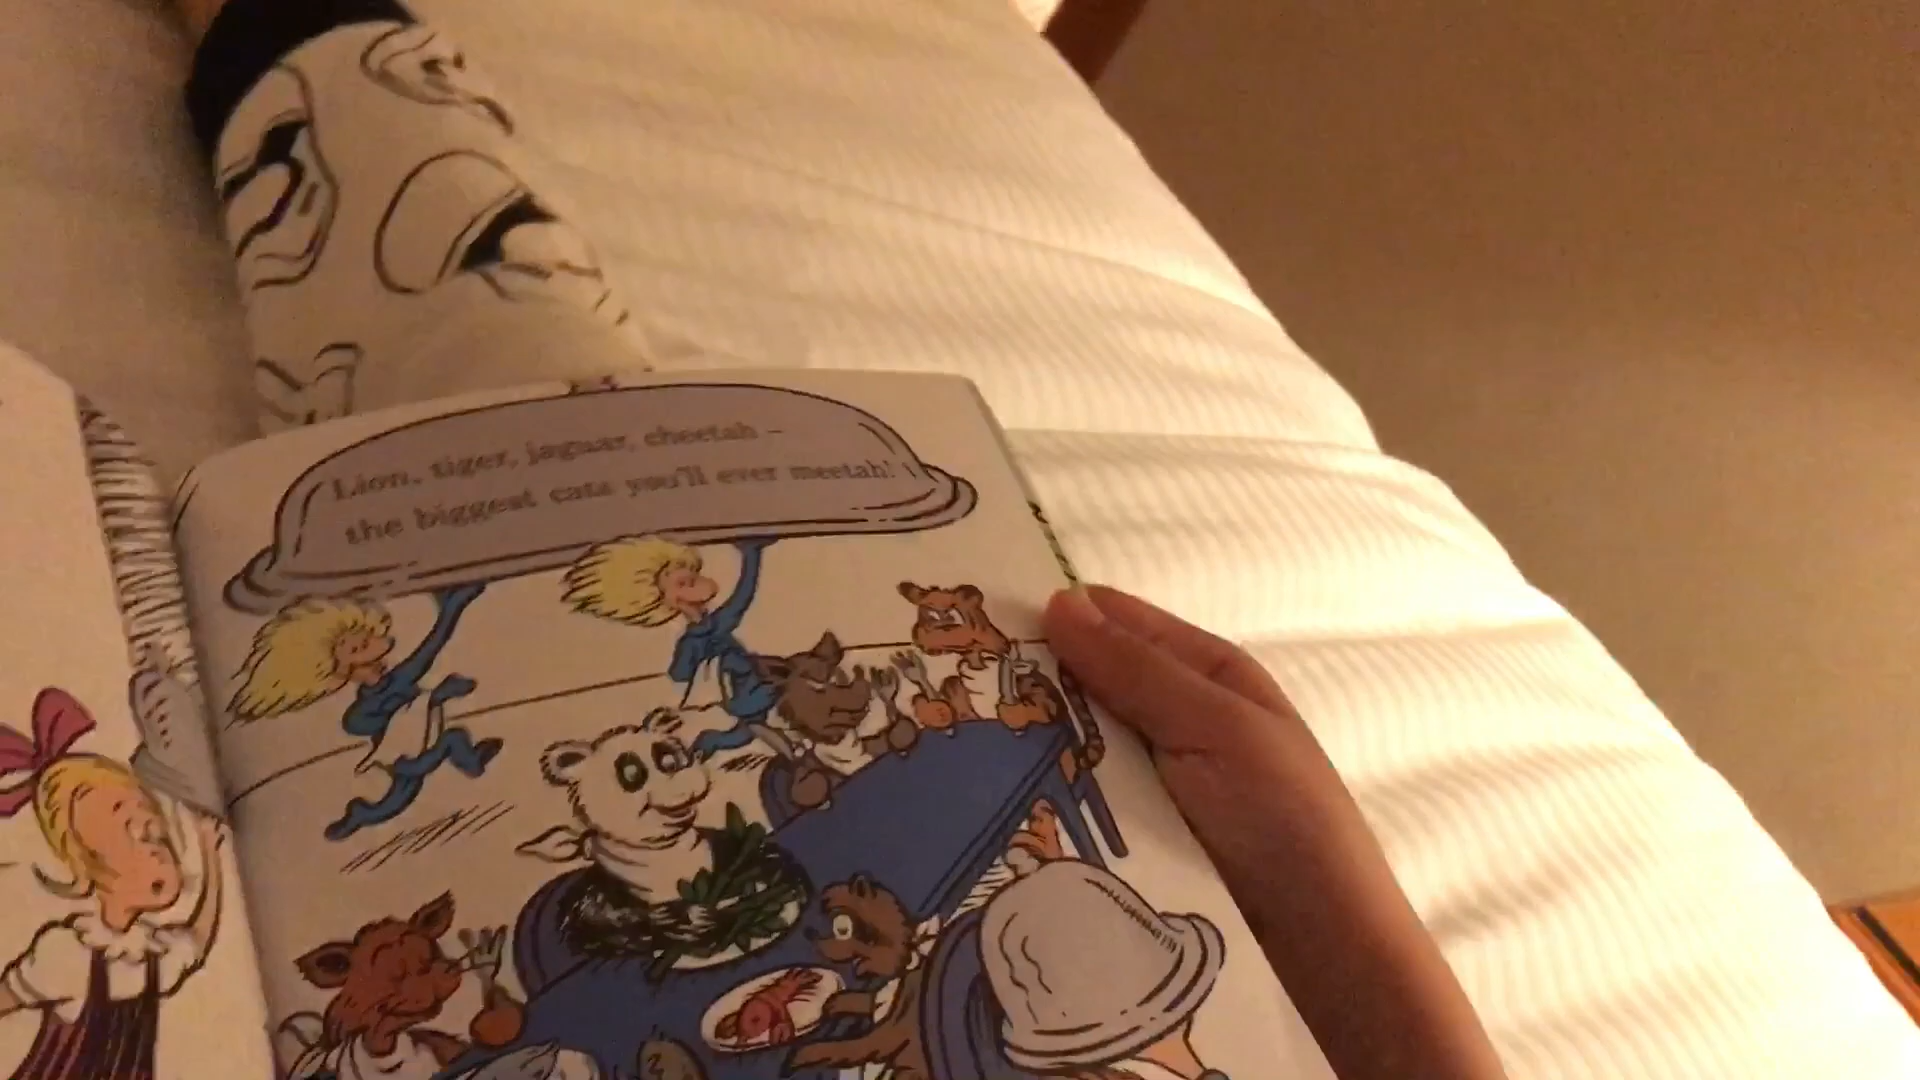 Lion, tiger, jaguar, cheetah –
the biggest cats you'll ever meetah!